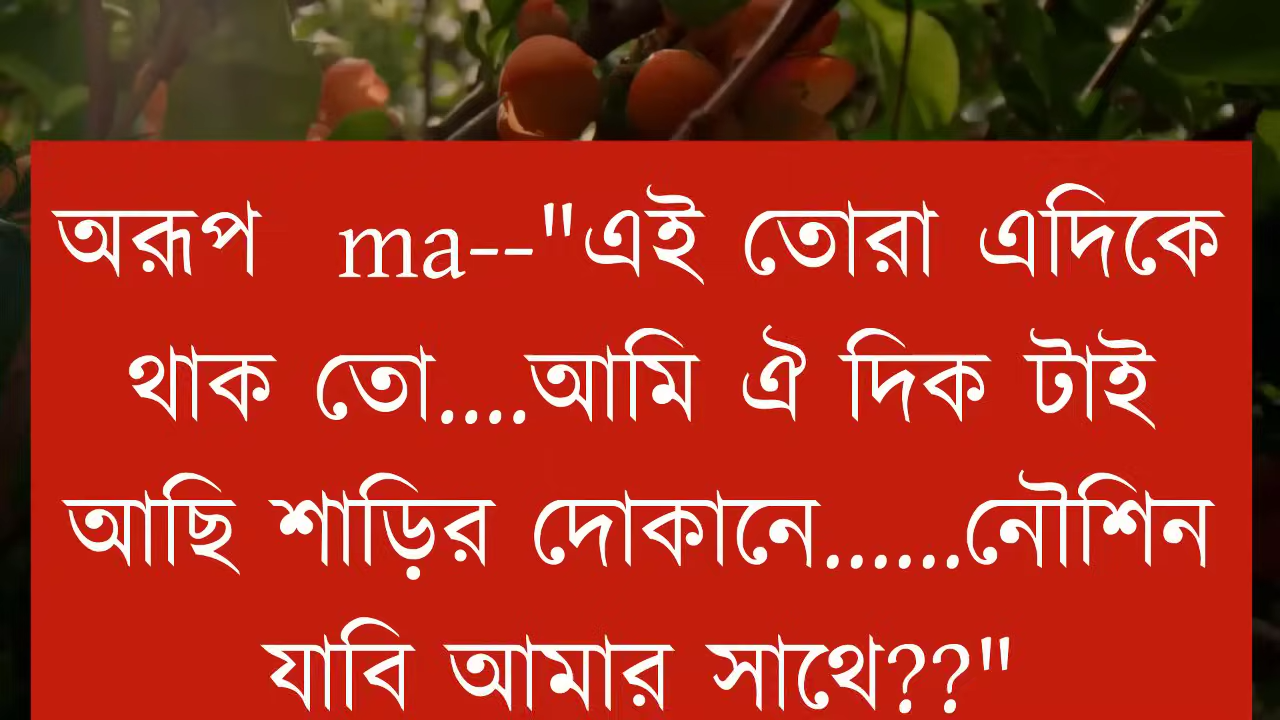 অরূপ ma--"এই তোরা এদিকে
থাক তো....আমি ঐ দিক টাই
আছি শাড়ির দোকানে......নৌশিন
যাবি আমার সাথে??"